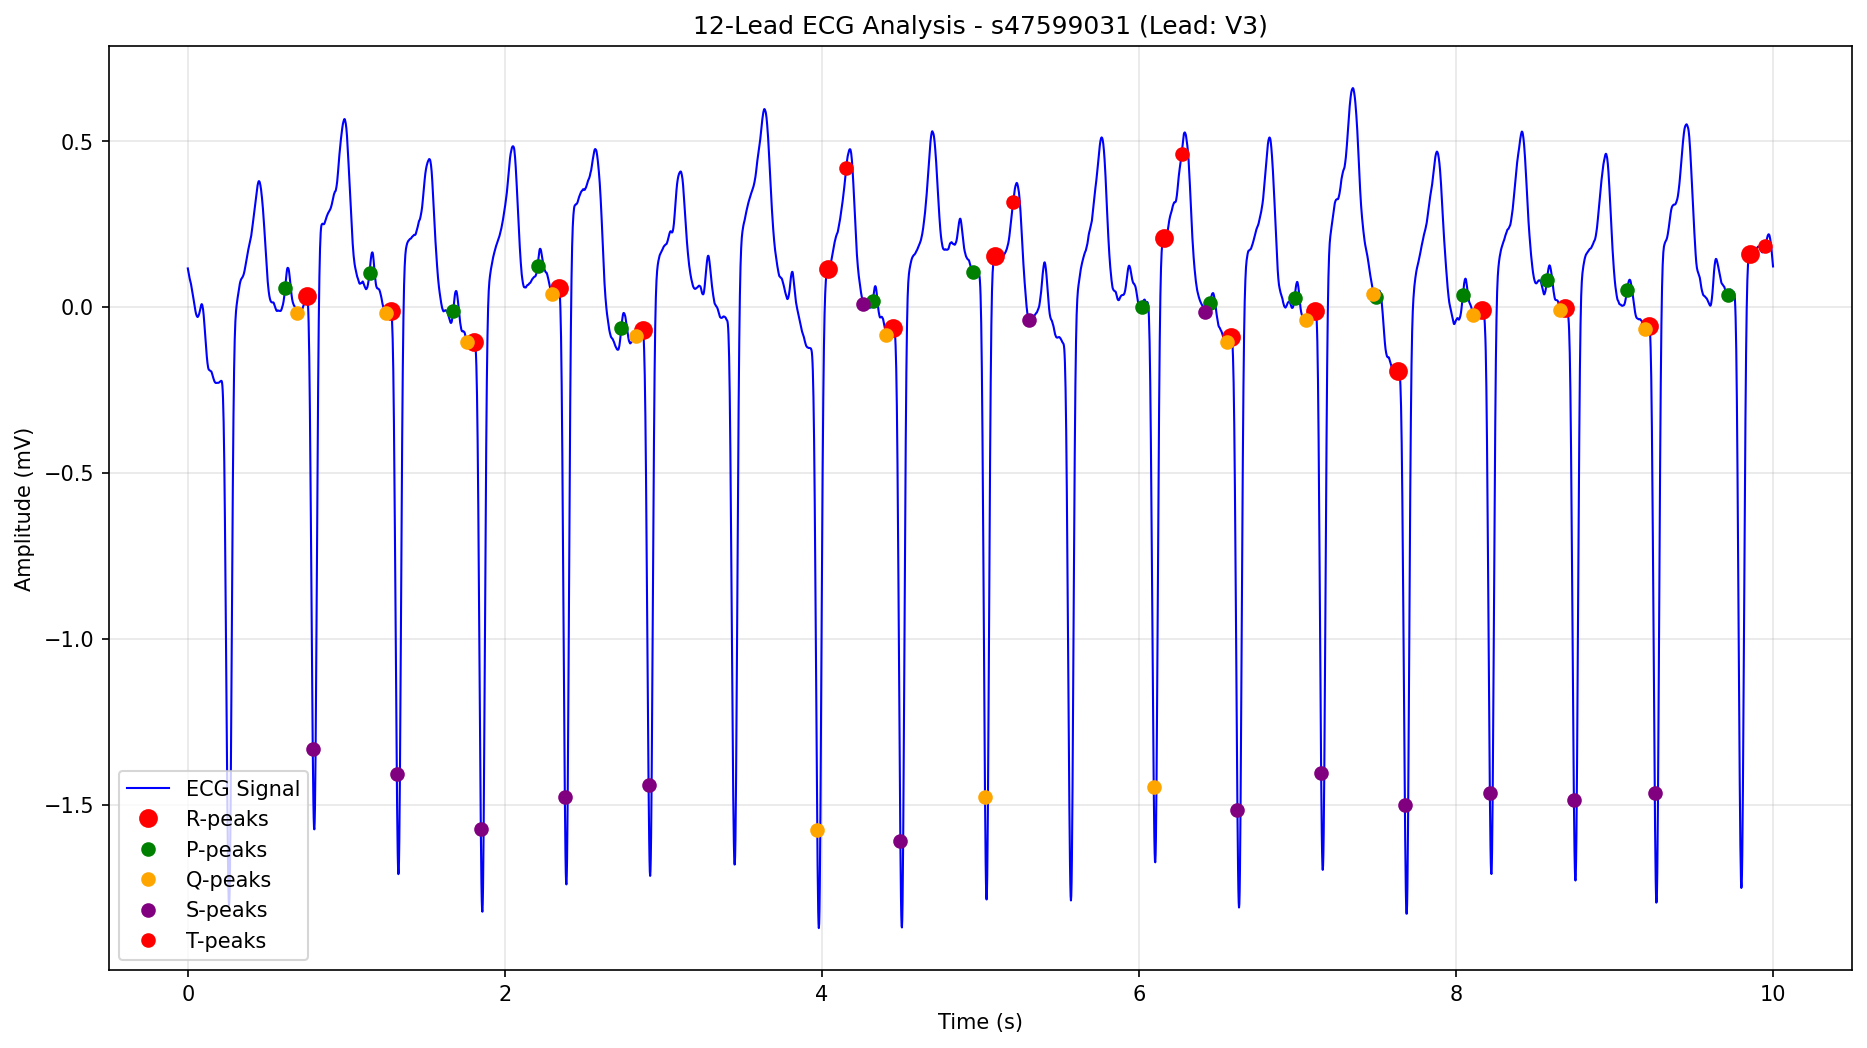 12-Lead ECG Analysis - s47599031 (Lead: V3)
Amplitude (mV)
0.5
0.0
−0.5
−1.0
−1.5
ECG Signal
R-peaks
P-peaks
Q-peaks
S-peaks
T-peaks
0 2 4 6 8 10
Time (s)